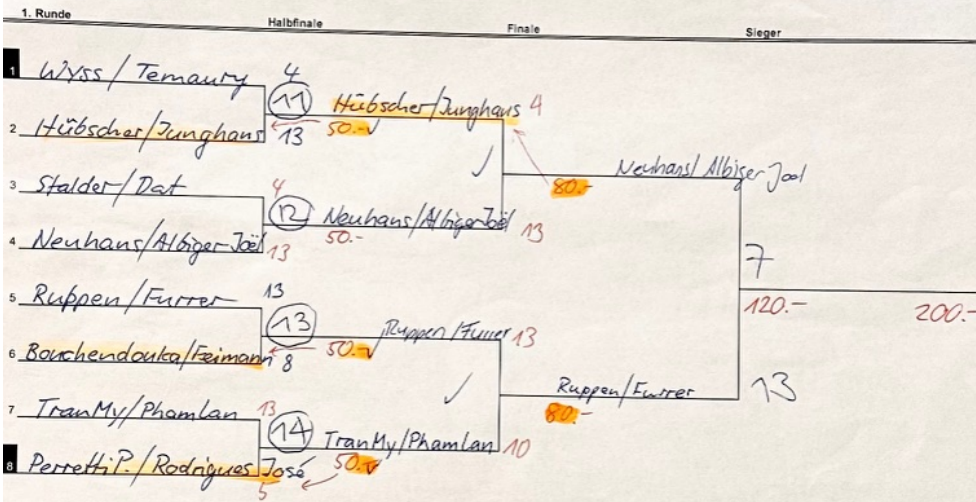 1. Runde Halbfinale Finale Sieger
1 Wyss / Temaury 4
11 Hübscher/Junghaus 4
2 Hübscher/Junghans 13 50.-
Neuhans/Albiger Joel
3 Stalder/Dat 4 80.-
12 Neuhans/Albiger Joël 13
4 Neuhans/Albiger Joël 13 50.-
7
5 Ruppen/Furrer 13 120.- 200.-
13 Ruppen/Furrer 13
6 Bouchendouka/Feimann 8 50.-
Ruppen/Furrer 13
7 TranMy/Phamlan 13 80.-
14 TranMy/Phamlan 10
8 Perretti P. / Rodrigues José 50.-
5